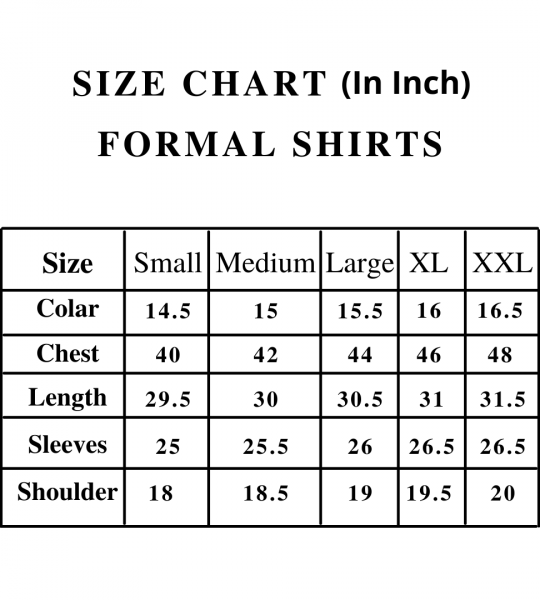 SIZE CHART (In Inch)
FORMAL SHIRTS
Size Small Medium Large XL XXL
Colar 14.5 15 15.5 16 16.5
Chest 40 42 44 46 48
Length 29.5 30 30.5 31 31.5
Sleeves 25 25.5 26 26.5 26.5
Shoulder 18 18.5 19 19.5 20